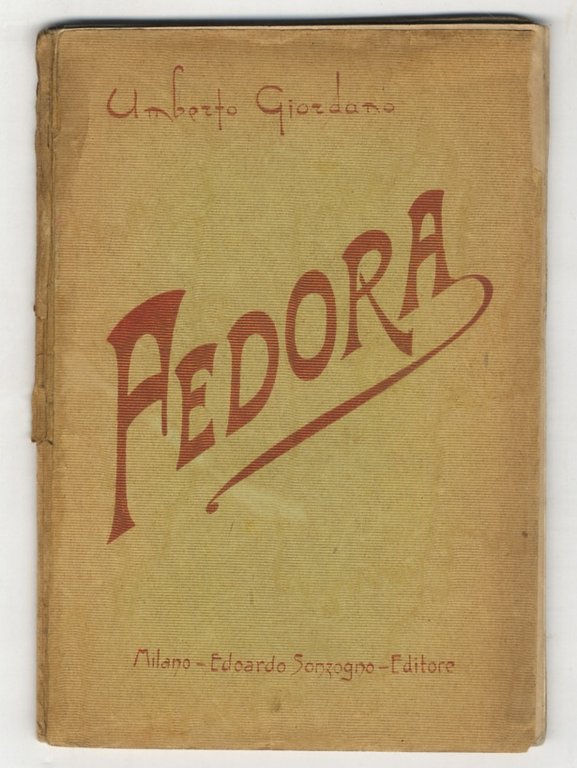 Umberto Giordano
FEDORA
Milano – Edoardo Sonzogno – Editore